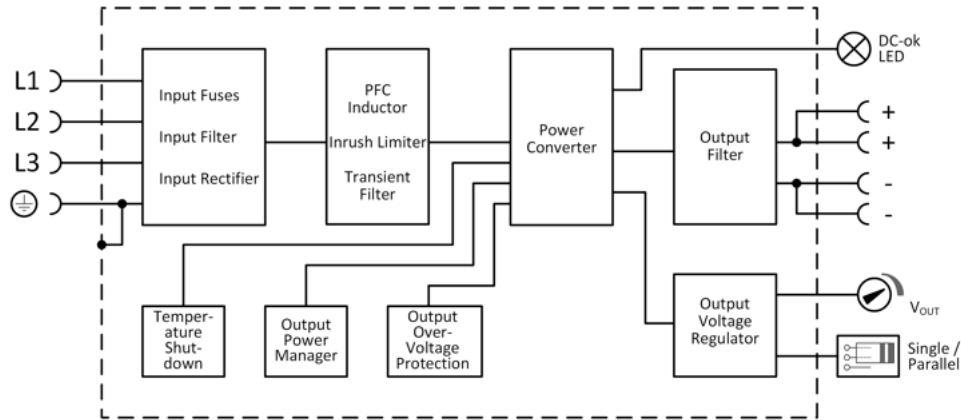 L1
L2
L3
Input Fuses
Input Filter
Input Rectifier
PFC
Inductor
Inrush Limiter
Transient
Filter
Power
Converter
Output
Filter
DC-ok
LED
+
+
-
-
Temper-
ature
Shut-
down
Output
Power
Manager
Output
Over-
Voltage
Protection
Output
Voltage
Regulator
VOUT
Single /
Parallel